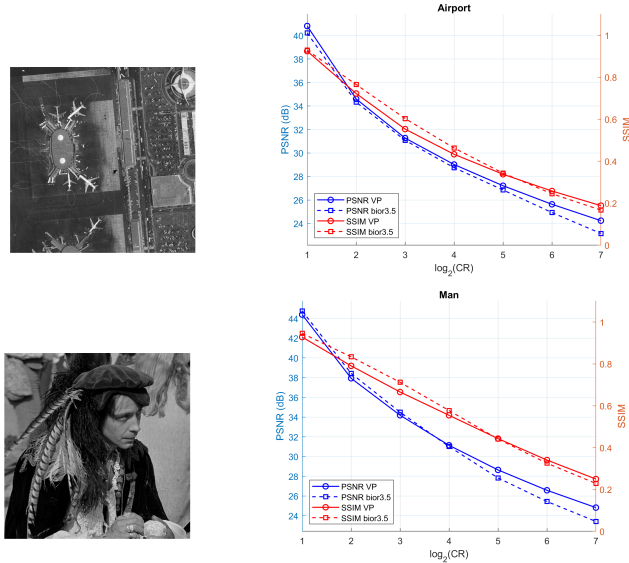 Airport
40
38
36
34
32
30
28
26
24
PSNR (dB)
1
0.8
0.6
0.4
0.2
0
SSIM
PSNR VP
PSNR bior3.5
SSIM VP
SSIM bior3.5
1 2 3 4 5 6 7
log2(CR)
Man
44
42
40
38
36
34
32
30
28
26
24
PSNR (dB)
1
0.8
0.6
0.4
0.2
0
SSIM
PSNR VP
PSNR bior3.5
SSIM VP
SSIM bior3.5
1 2 3 4 5 6 7
log2(CR)